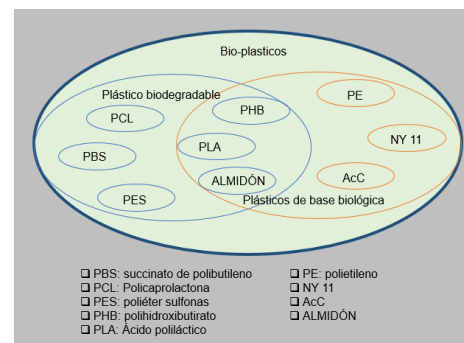 Bio-plasticos
Plástico biodegradable
PE
PHB
PCL
NY 11
PLA
PBS
AcC
ALMIDÓN
PES
Plásticos de base biológica
❑ PBS: succinato de polibutileno
❑ PCL: Policaprolactona
❑ PES: poliéter sulfonas
❑ PHB: polihidroxibutirato
❑ PLA: Ácido poliláctico
❑ PE: polietileno
❑ NY 11
❑ AcC
❑ ALMIDÓN